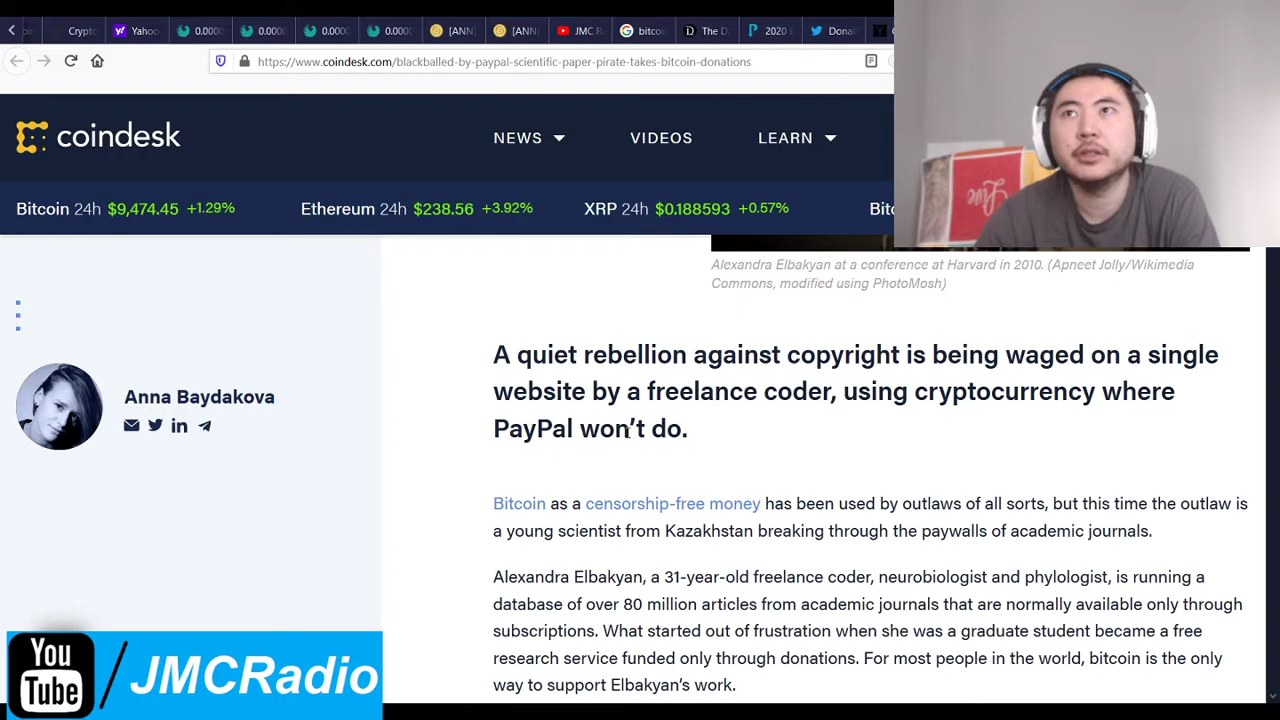 Crypto
Yahoo
0.0000
0.0000
0.0000
0.0000
[ANN]
[ANN]
JMC R
bitcoi
The D
2020 E
Dona
https://www.coindesk.com/blackballed-by-paypal-scientific-paper-pirate-takes-bitcoin-donations
coindesk
NEWS
VIDEOS
LEARN
Bitcoin 24h $9,474.45 +1.29%
Ethereum 24h $238.56 +3.92%
XRP 24h $0.188593 +0.57%
Bit
Live
Alexandra Elbakyan at a conference at Harvard in 2010. (Apneet Jolly/Wikimedia
Commons, modified using PhotoMosh)
Anna Baydakova
A quiet rebellion against copyright is being waged on a single
website by a freelance coder, using cryptocurrency where
PayPal won’t do.
Bitcoin as a censorship-free money has been used by outlaws of all sorts, but this time the outlaw is
a young scientist from Kazakhstan breaking through the paywalls of academic journals.
Alexandra Elbakyan, a 31-year-old freelance coder, neurobiologist and phylologist, is running a
database of over 80 million articles from academic journals that are normally available only through
subscriptions. What started out of frustration when she was a graduate student became a free
research service funded only through donations. For most people in the world, bitcoin is the only
way to support Elbakyan’s work.
You
Tube
/JMCRadio